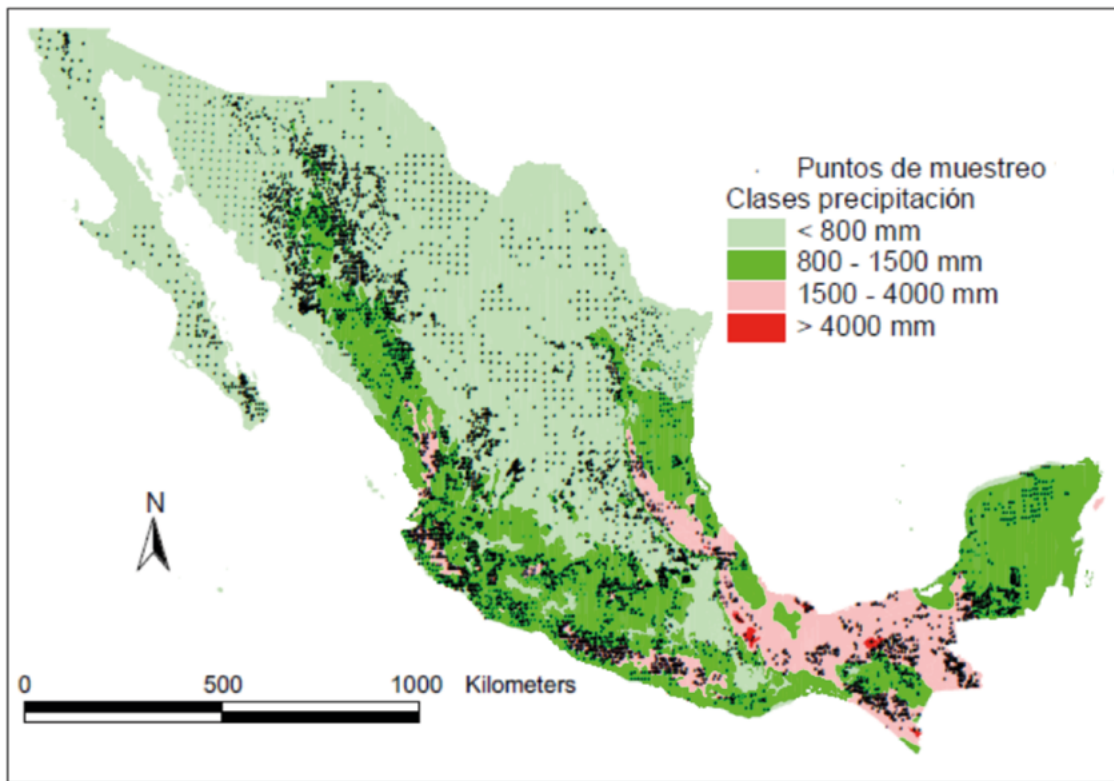 Puntos de muestreo
Clases precipitación
< 800 mm
800 - 1500 mm
1500 - 4000 mm
> 4000 mm
N
0 500 1000 Kilometers